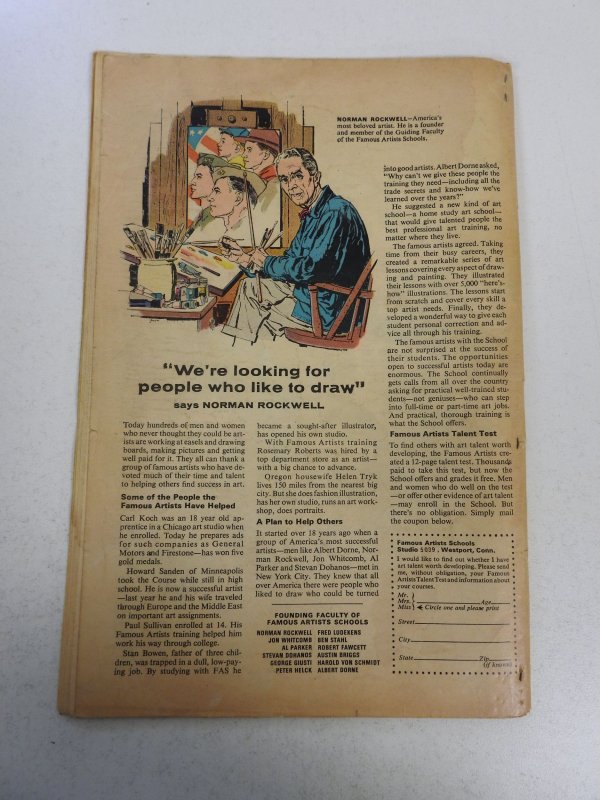 NORMAN ROCKWELL—America's
most beloved artist. He is a founder
and member of the Guiding Faculty
of the Famous Artists Schools.
"We're looking for
people who like to draw"
says NORMAN ROCKWELL
Today hundreds of men and women
who never thought they could be art-
ists are working at easels and drawing
boards, making pictures and getting
well paid for it. They all can thank a
group of famous artists who have de-
voted much of their time and talent
to helping others find success in art.
Some of the People the
Famous Artists Have Helped
Carl Koch was an 18 year old ap-
prentice in a Chicago art studio when
he enrolled. Today he prepares ads
for such companies as General
Motors and Firestone—has won five
gold medals.
Howard Sanden of Minneapolis
took the Course while still in high
school. He is now a successful artist
—last year he and his wife traveled
through Europe and the Middle East
on important art assignments.
Paul Sullivan enrolled at 14. His
Famous Artists training helped him
work his way through college.
Stan Bowen, father of three chil-
dren, was trapped in a dull, low-pay-
ing job. By studying with FAS he
became a sought-after illustrator,
has opened his own studio.
With Famous Artists training
Rosemary Roberts was hired by a
top department store as an artist—
with a big chance to advance.
Oregon housewife Helen Tryk
lives 150 miles from the nearest big
city. But she does fashion illustration,
has her own studio, runs an art work-
shop, does portraits.
A Plan to Help Others
It started over 18 years ago when a
group of America's most successful
artists—men like Albert Dorne, Nor-
man Rockwell, Jon Whitcomb, Al
Parker and Stevan Dohanos—met in
New York City. They knew that all
over America there were people who
liked to draw who could be turned
FOUNDING FACULTY OF
FAMOUS ARTISTS SCHOOLS
NORMAN ROCKWELL FRED LUDEKENS
JON WHITCOMB BEN STAHL
AL PARKER ROBERT FAWCETT
STEVAN DOHANOS AUSTIN BRIGGS
GEORGE GIUSTI HAROLD VON SCHMIDT
PETER HELCK ALBERT DORNE
into good artists. Albert Dorne asked,
"Why can't we give these people the
training they need—including all the
trade secrets and know-how we've
learned over the years?"
He suggested a new kind of art
school—a home study art school—
that would give talented people the
best professional art training, no
matter where they live.
The famous artists agreed. Taking
time from their busy careers, they
created a remarkable series of art
lessons covering every aspect of draw-
ing and painting. They illustrated
their lessons with over 5,000 "here's-
how" illustrations. The lessons start
from scratch and cover every skill a
top artist needs. Finally, they de-
veloped a wonderful way to give each
student personal correction and ad-
vice all through his training.
The famous artists with the School
are not surprised at the success of
their students. The opportunities
open to successful artists today are
enormous. The School continually
gets calls from all over the country
asking for practical well-trained stu-
dents—not geniuses—who can step
into full-time or part-time art jobs.
And practical, thorough training is
what the School offers.
Famous Artists Talent Test
To find others with art talent worth
developing, the Famous Artists cre-
ated a 12-page talent test. Thousands
paid to take this test, but now the
School offers and grades it free. Men
and women who do well on the test
—or offer other evidence of art talent
—may enroll in the School. But
there's no obligation. Simply mail
the coupon below.
Famous Artists Schools
Studio 5039, Westport, Conn.
I would like to find out whether I have
art talent worth developing. Please send
me, without obligation, your Famous
Artists Talent Test and information about
your courses.
Mr.
Mrs. Age
Miss Circle one and please print
Street
City
State Zip
(if known)